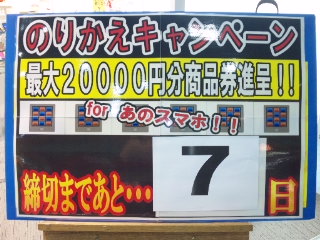 のりかえキャンペーン
最大20000円分商品券進呈!!
for あのスマホ!!
締切まであと…7日